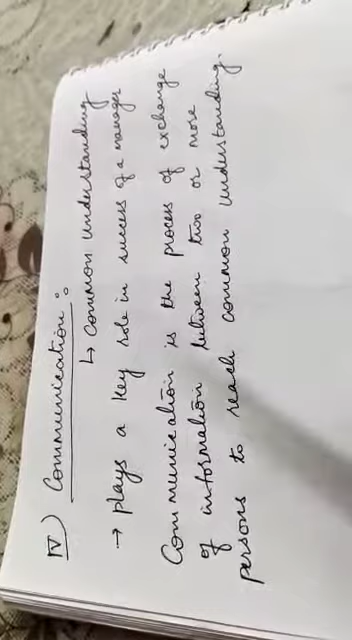 IV) Communication :
↳ Common understanding
→ plays a key role in success of a manager
Communication is the process of exchange
of information between two or more
persons to reach common understanding.